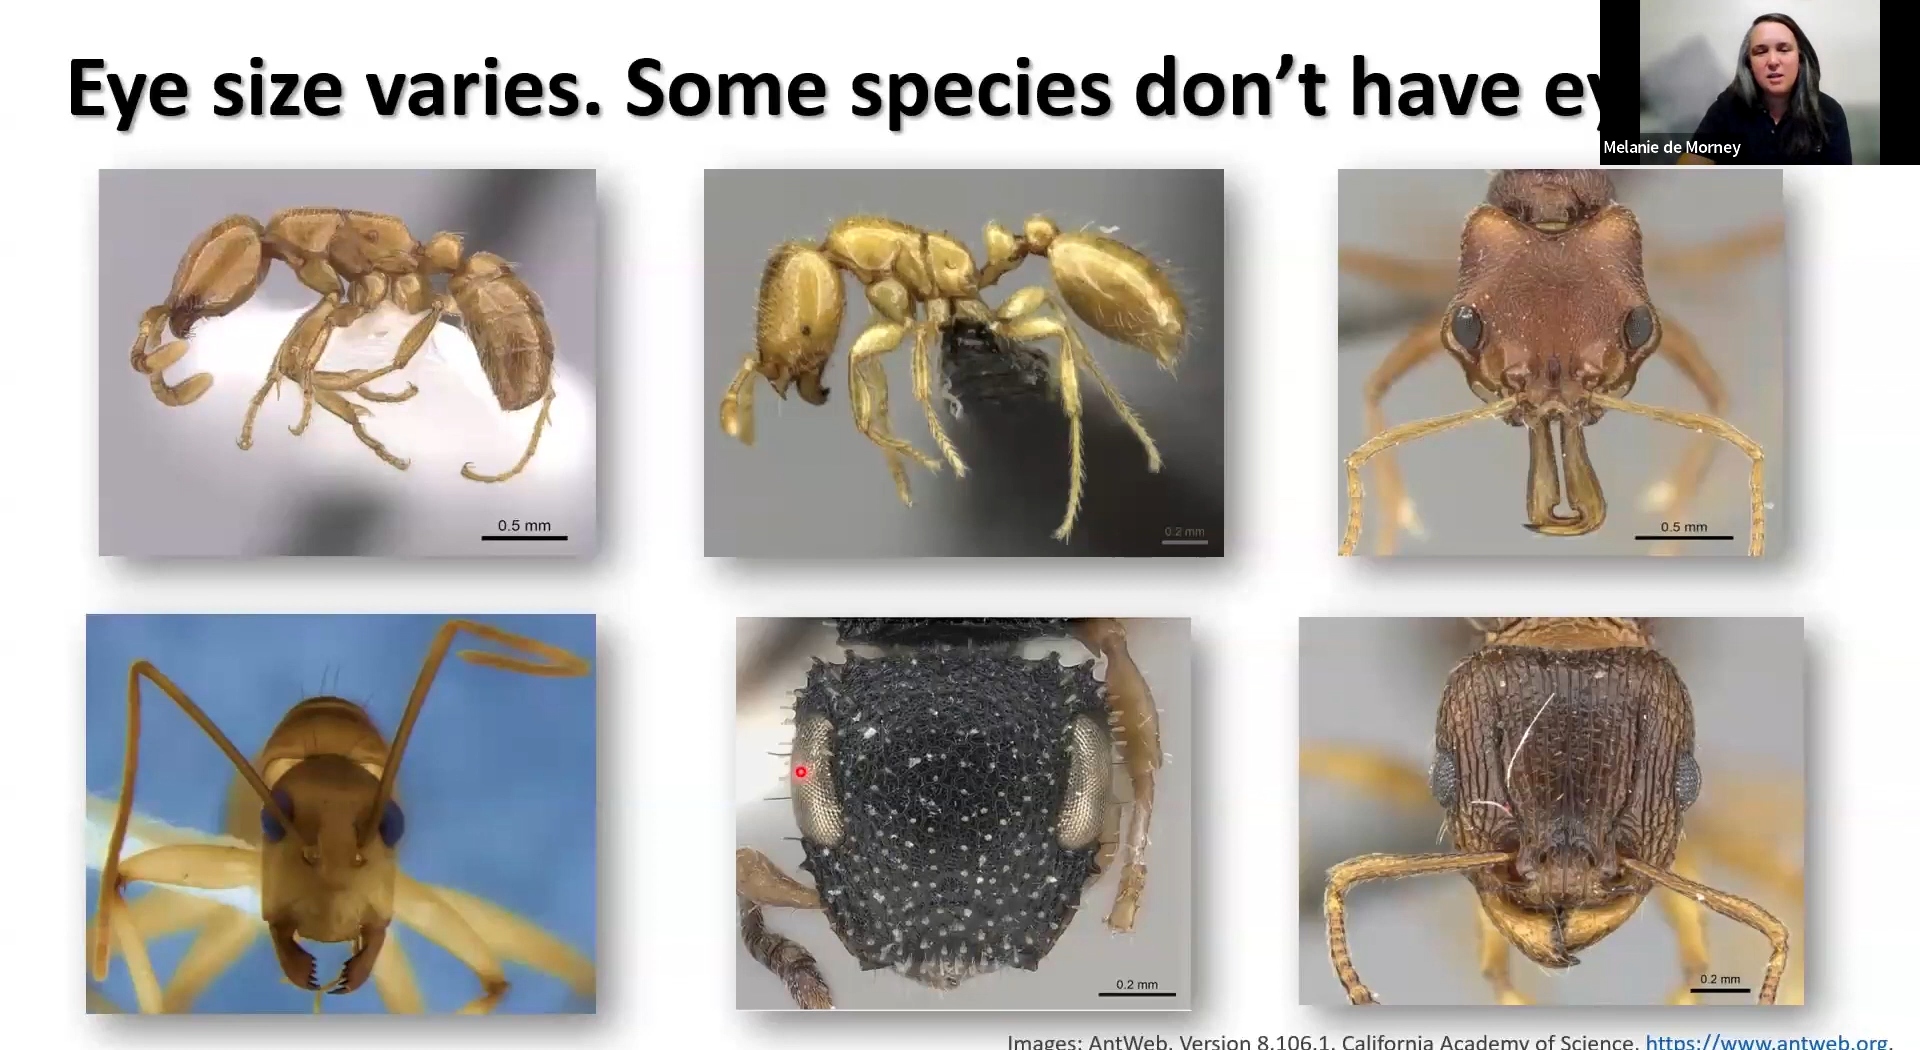 Eye size varies. Some species don’t have
Melanie de Morney
0.5 mm
0.2 mm
0.5 mm
0.2 mm
0.2 mm
Images: AntWeb. Version 8.106.1. California Academy of Science. https://www.antweb.org.